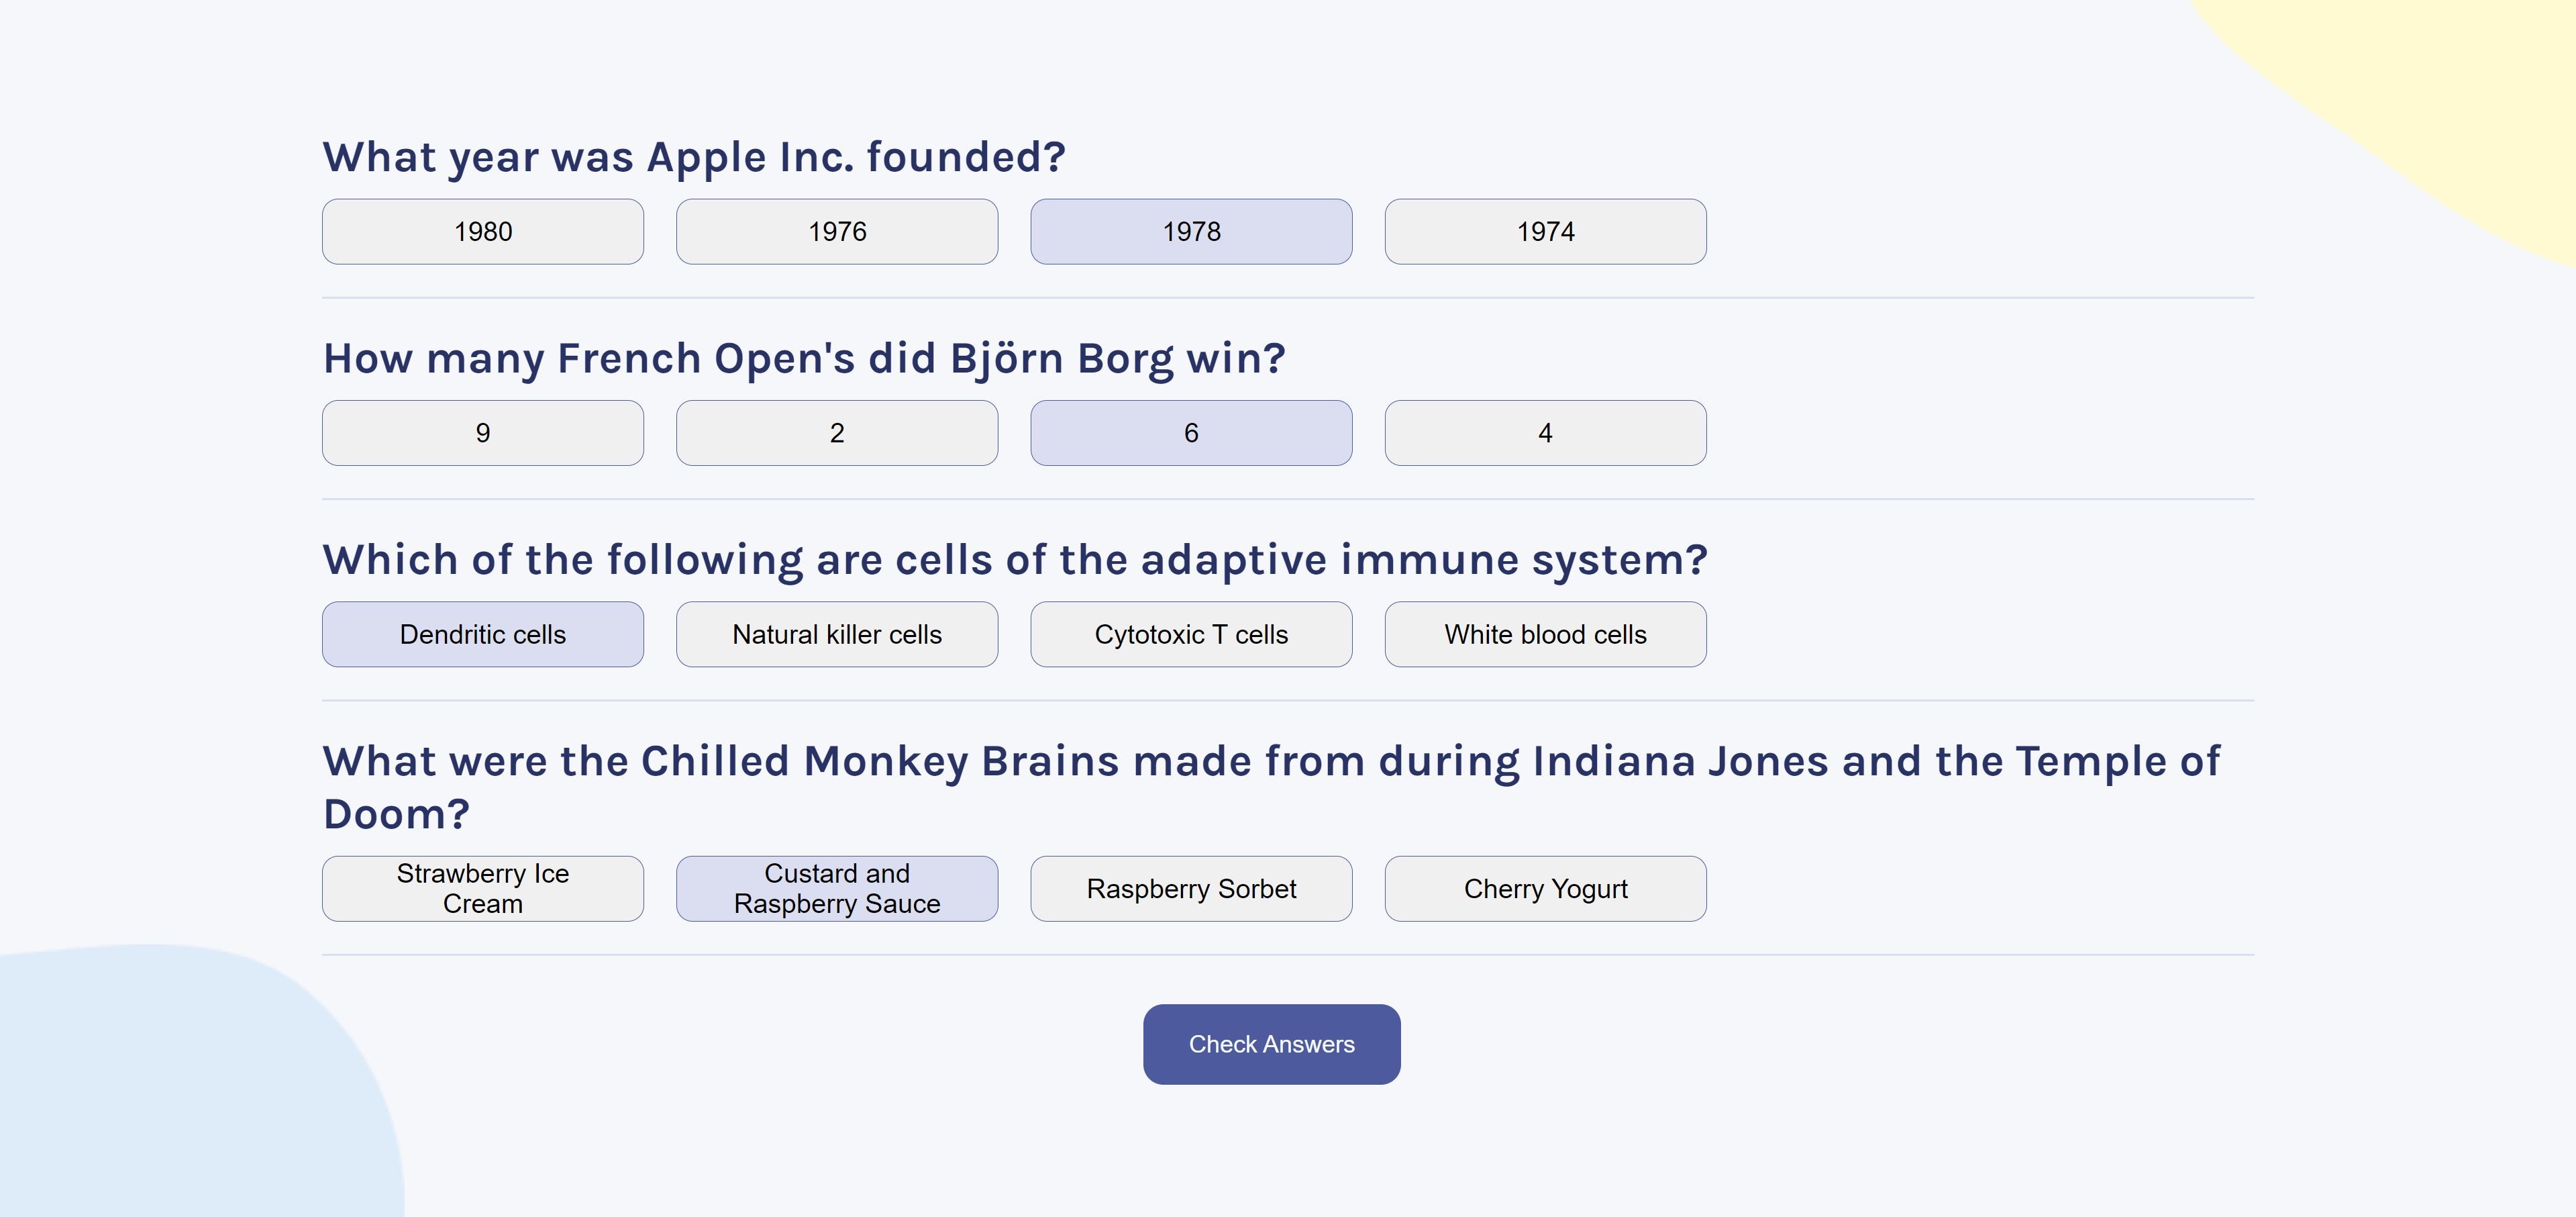 What year was Apple Inc. founded?
1980 1976 1978 1974
How many French Open's did Björn Borg win?
9 2 6 4
Which of the following are cells of the adaptive immune system?
Dendritic cells Natural killer cells Cytotoxic T cells White blood cells
What were the Chilled Monkey Brains made from during Indiana Jones and the Temple of
Doom?
Strawberry Ice
Cream
Custard and
Raspberry Sauce
Raspberry Sorbet
Cherry Yogurt
Check Answers